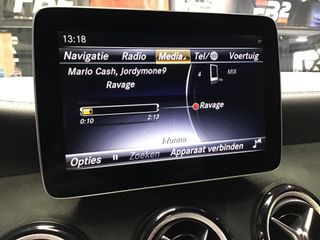 13:18
Navigatie Radio Media Tel/ Voertuig
Mario Cash, Jordymone9
Ravage
4 MIX
Ravage
0:10 2:13
Opties Zoeken Apparaat verbinden